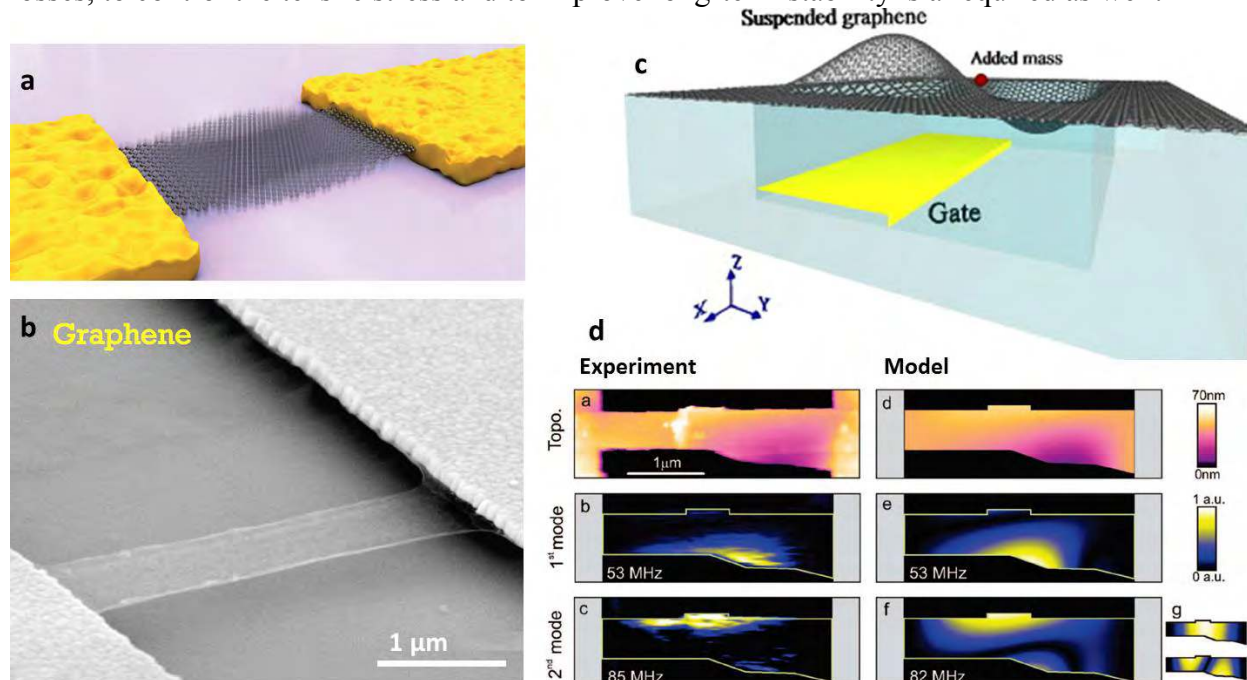 a
Suspended graphene
c
Added mass
Gate
Z
X
Y
b
Graphene
1 μm
d
Experiment
Model
Topo.
a
1μm
d
70nm
0nm
1st mode
b
53 MHz
e
53 MHz
1 a.u.
0 a.u.
2nd mode
c
85 MHz
f
82 MHz
g